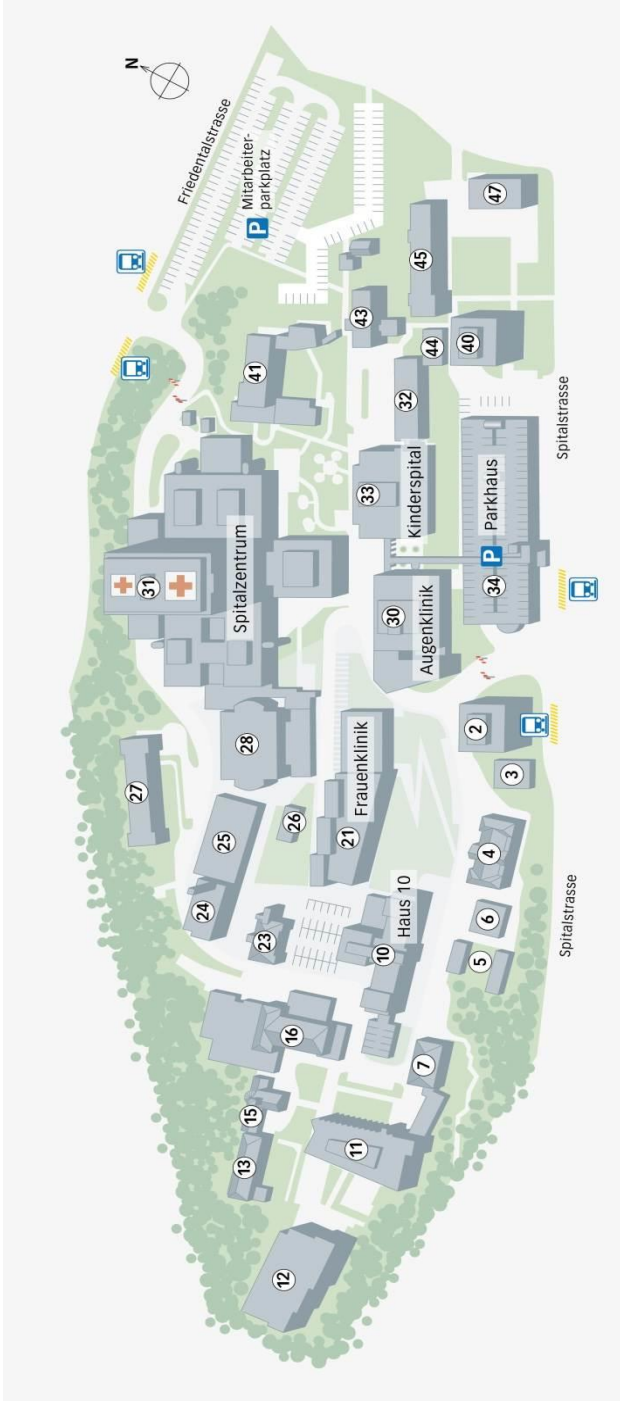 N
Friedentalstrasse
P
Mitarbeiter-
parkplatz
47
45
43
41
44
40
32
33
Kinderspital
Spitalstrasse
Parkhaus
P
34
31
Spitalzentrum
30
Augenklinik
28
27
2
3
Frauenklinik
21
26
25
24
4
6
5
Spitalstrasse
23
Haus 10
10
16
7
15
13
11
12